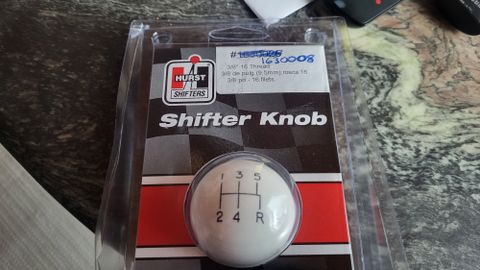 HURST
SHIFTERS
1630008
3/8"-16 Thread
3/8 de pulg (9.5mm) rosca 16
3/8 po - 16 filets
Shifter Knob
1 3 5
2 4 R